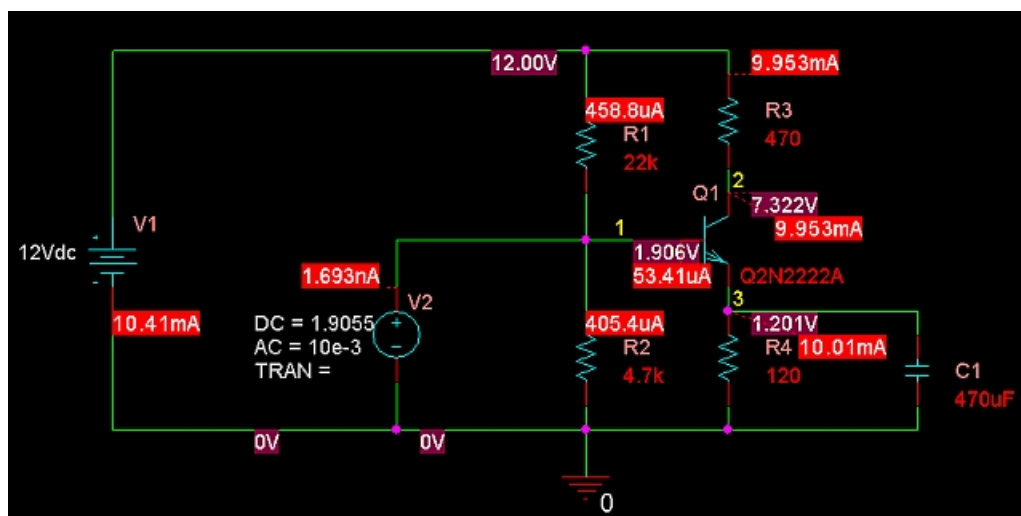 12.00V
9.953mA
458.8uA
R1
22k
R3
470
Q1
2
7.322V
9.953mA
V1
12Vdc
1
1.906V
53.41uA
Q2N2222A
1.693nA
V2
3
10.41mA
DC = 1.9055
AC = 10e-3
TRAN =
405.4uA
R2
4.7k
1.201V
R4
10.01mA
120
C1
470uF
0V
0V
0
+
-
+
−